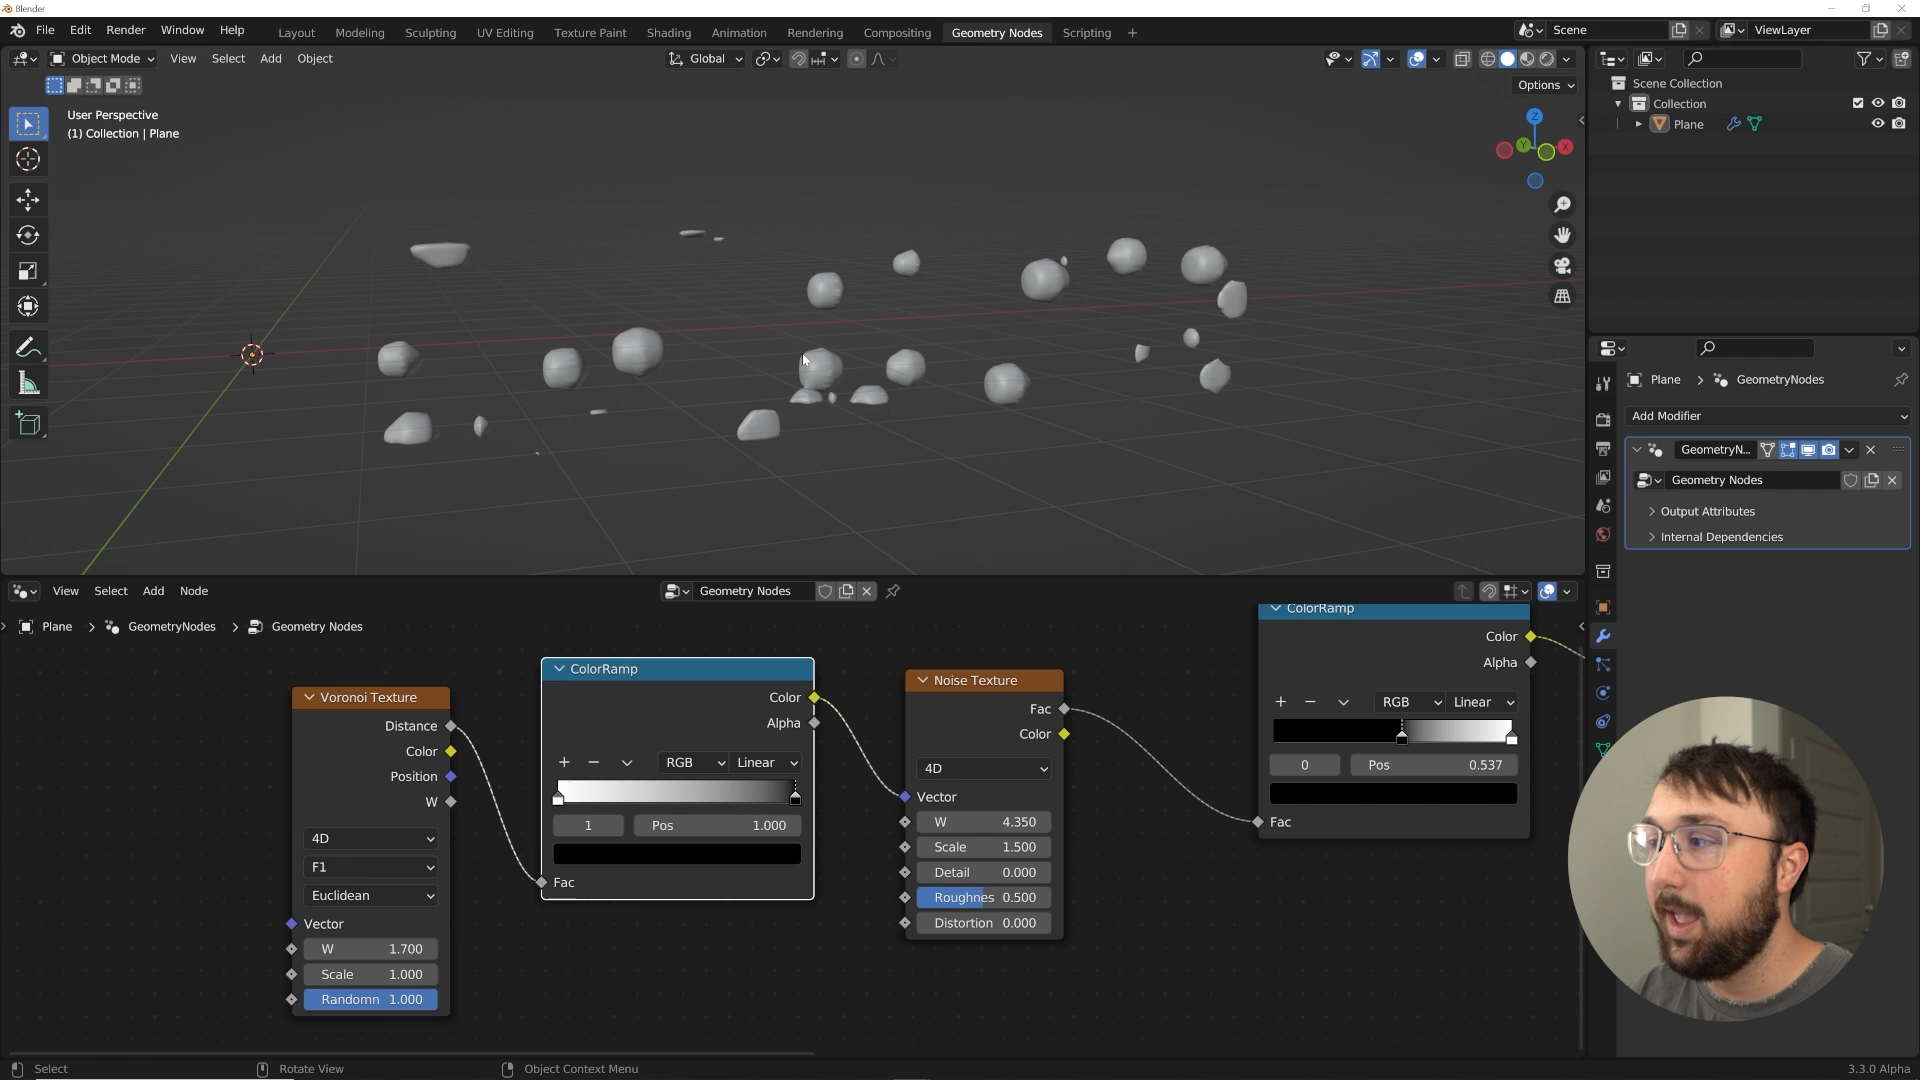 Blender
File Edit Render Window Help
Layout Modeling Sculpting UV Editing Texture Paint Shading Animation Rendering Compositing Geometry Nodes Scripting +
Scene
ViewLayer
Object Mode View Select Add Object
Global
Options
User Perspective
(1) Collection | Plane
Z
Y
X
Scene Collection
Collection
Plane
Plane > GeometryNodes
Add Modifier
GeometryN...
Geometry Nodes
Output Attributes
Internal Dependencies
View Select Add Node
Geometry Nodes
Plane > GeometryNodes > Geometry Nodes
Voronoi Texture
Distance
Color
Position
W
4D
F1
Euclidean
Vector
W 1.700
Scale 1.000
Randomn 1.000
ColorRamp
Color
Alpha
+ − RGB Linear
1 Pos 1.000
Fac
Noise Texture
Fac
Color
4D
Vector
W 4.350
Scale 1.500
Detail 0.000
Roughnes 0.500
Distortion 0.000
ColorRamp
Color
Alpha
+ − RGB Linear
0 Pos 0.537
Fac
Select
Rotate View
Object Context Menu
3.3.0 Alpha